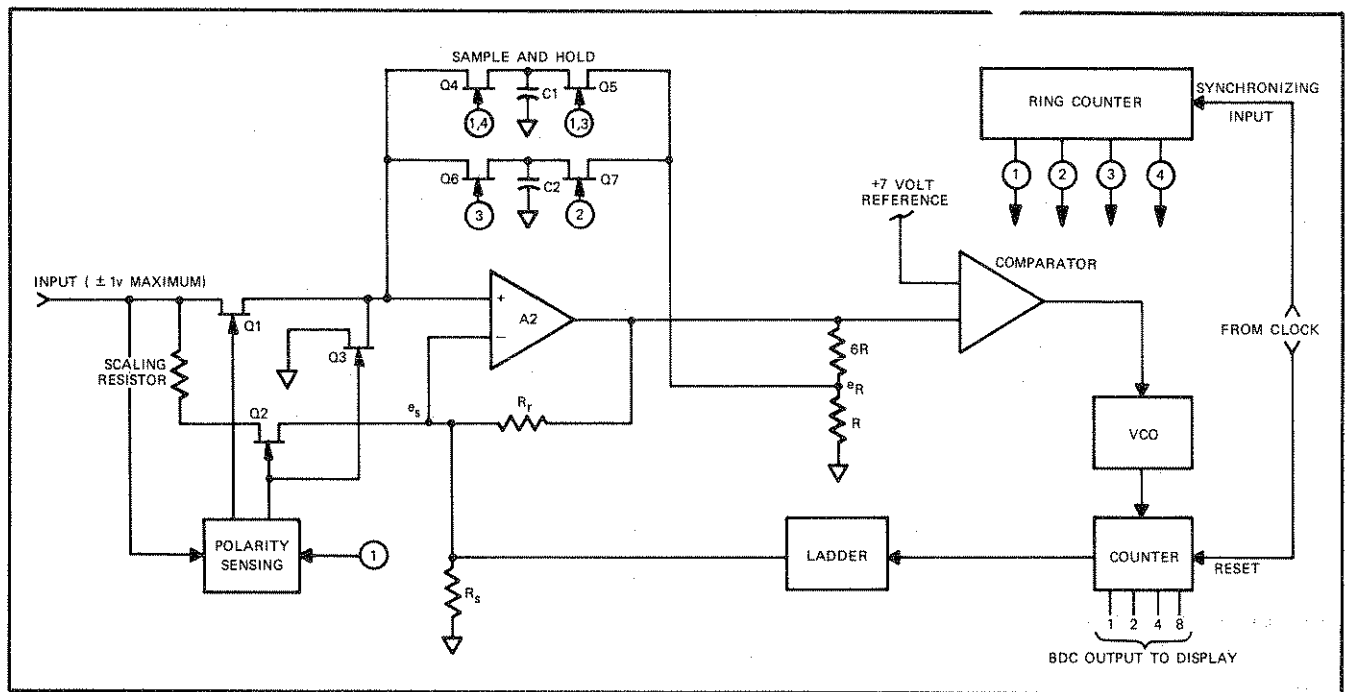 SAMPLE AND HOLD
Q4
C1
Q5
1,4
1,3
Q6
C2
Q7
3
2
RING COUNTER
SYNCHRONIZING
INPUT
1
2
3
4
+7 VOLT
REFERENCE
COMPARATOR
INPUT ( ± 1v MAXIMUM)
Q1
+
A2
−
Q3
SCALING
RESISTOR
Q2
es
Rr
6R
eR
R
FROM CLOCK
VCO
POLARITY
SENSING
1
Rs
LADDER
COUNTER
RESET
1 2 4 8
BDC OUTPUT TO DISPLAY